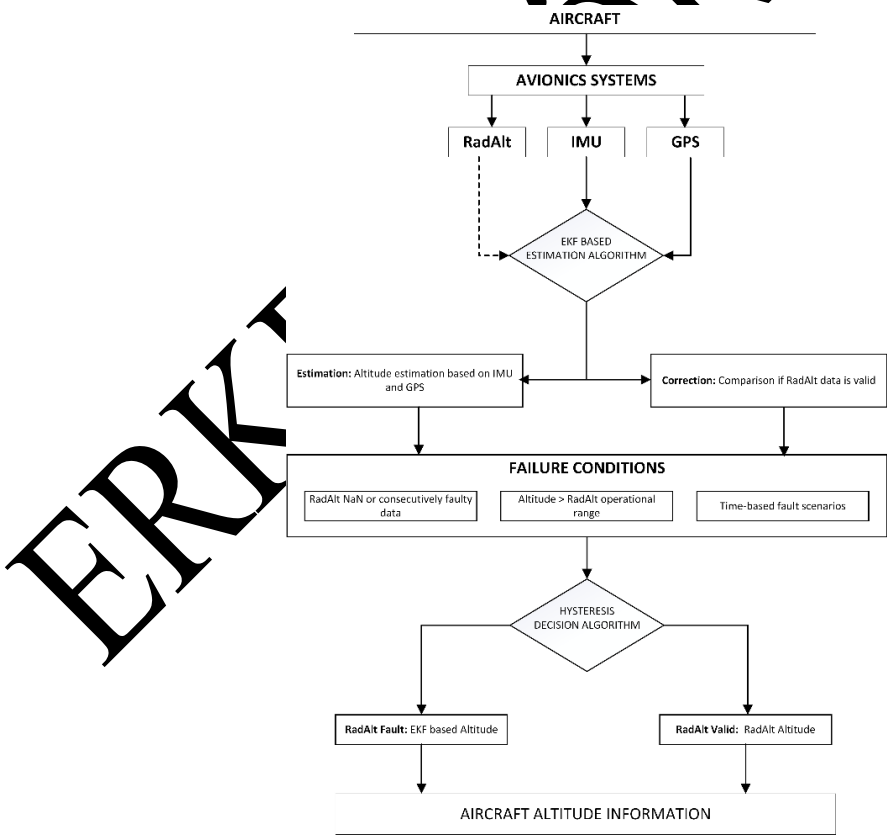 AIRCRAFT
AVIONICS SYSTEMS
RadAlt
IMU
GPS
EKF BASED
ESTIMATION ALGORITHM
Estimation: Altitude estimation based on IMU
and GPS
Correction: Comparison if RadAlt data is valid
FAILURE CONDITIONS
RadAlt NaN or consecutively faulty
data
Altitude > RadAlt operational
range
Time-based fault scenarios
HYSTERESIS
DECISION ALGORITHM
RadAlt Fault: EKF based Altitude
RadAlt Valid: RadAlt Altitude
AIRCRAFT ALTITUDE INFORMATION